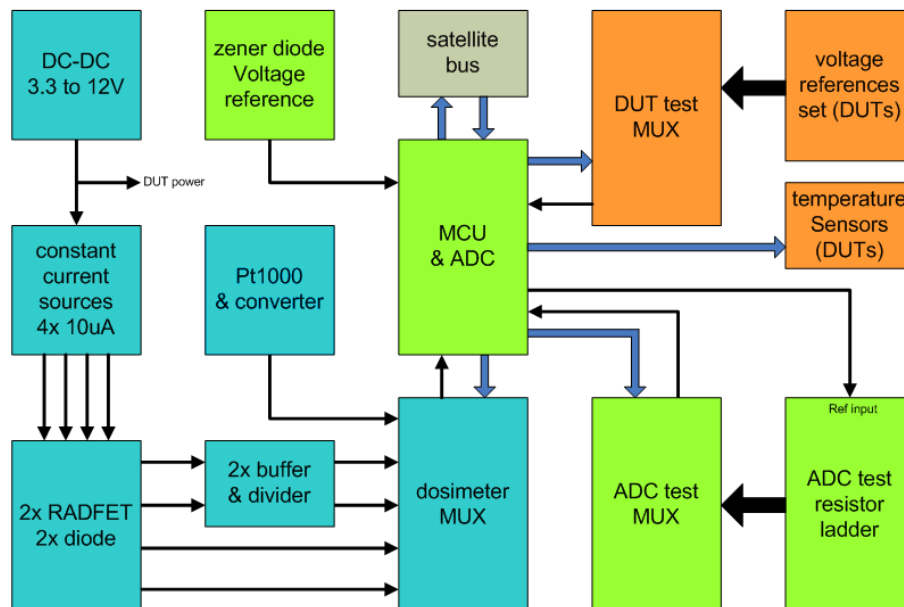 DC-DC
3.3 to 12V
zener diode
Voltage
reference
satellite
bus
DUT test
MUX
voltage
references
set (DUTs)
DUT power
constant
current
sources
4x 10uA
Pt1000
& converter
MCU
& ADC
temperature
Sensors
(DUTs)
2x RADFET
2x diode
2x buffer
& divider
dosimeter
MUX
ADC test
MUX
Ref input
ADC test
resistor
ladder